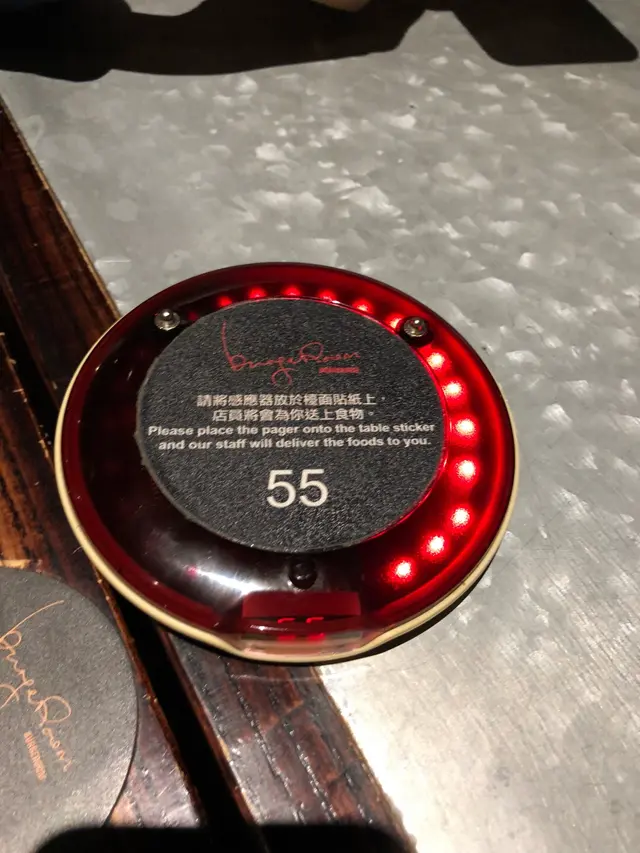 burgeRoom
請將感應器放於檯面貼紙上，
店員將會為你送上食物。
Please place the pager onto the table sticker
and our staff will deliver the foods to you.
55
burgeRoom